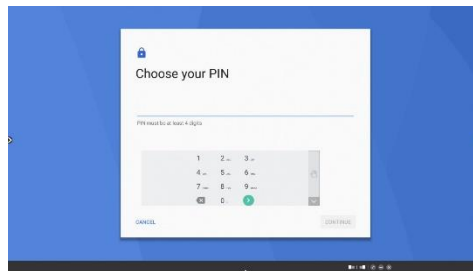 Choose your PIN
PIN must be at least 4 digits
1 2 3
4 5 6
7 8 9
0
CANCEL CONTINUE